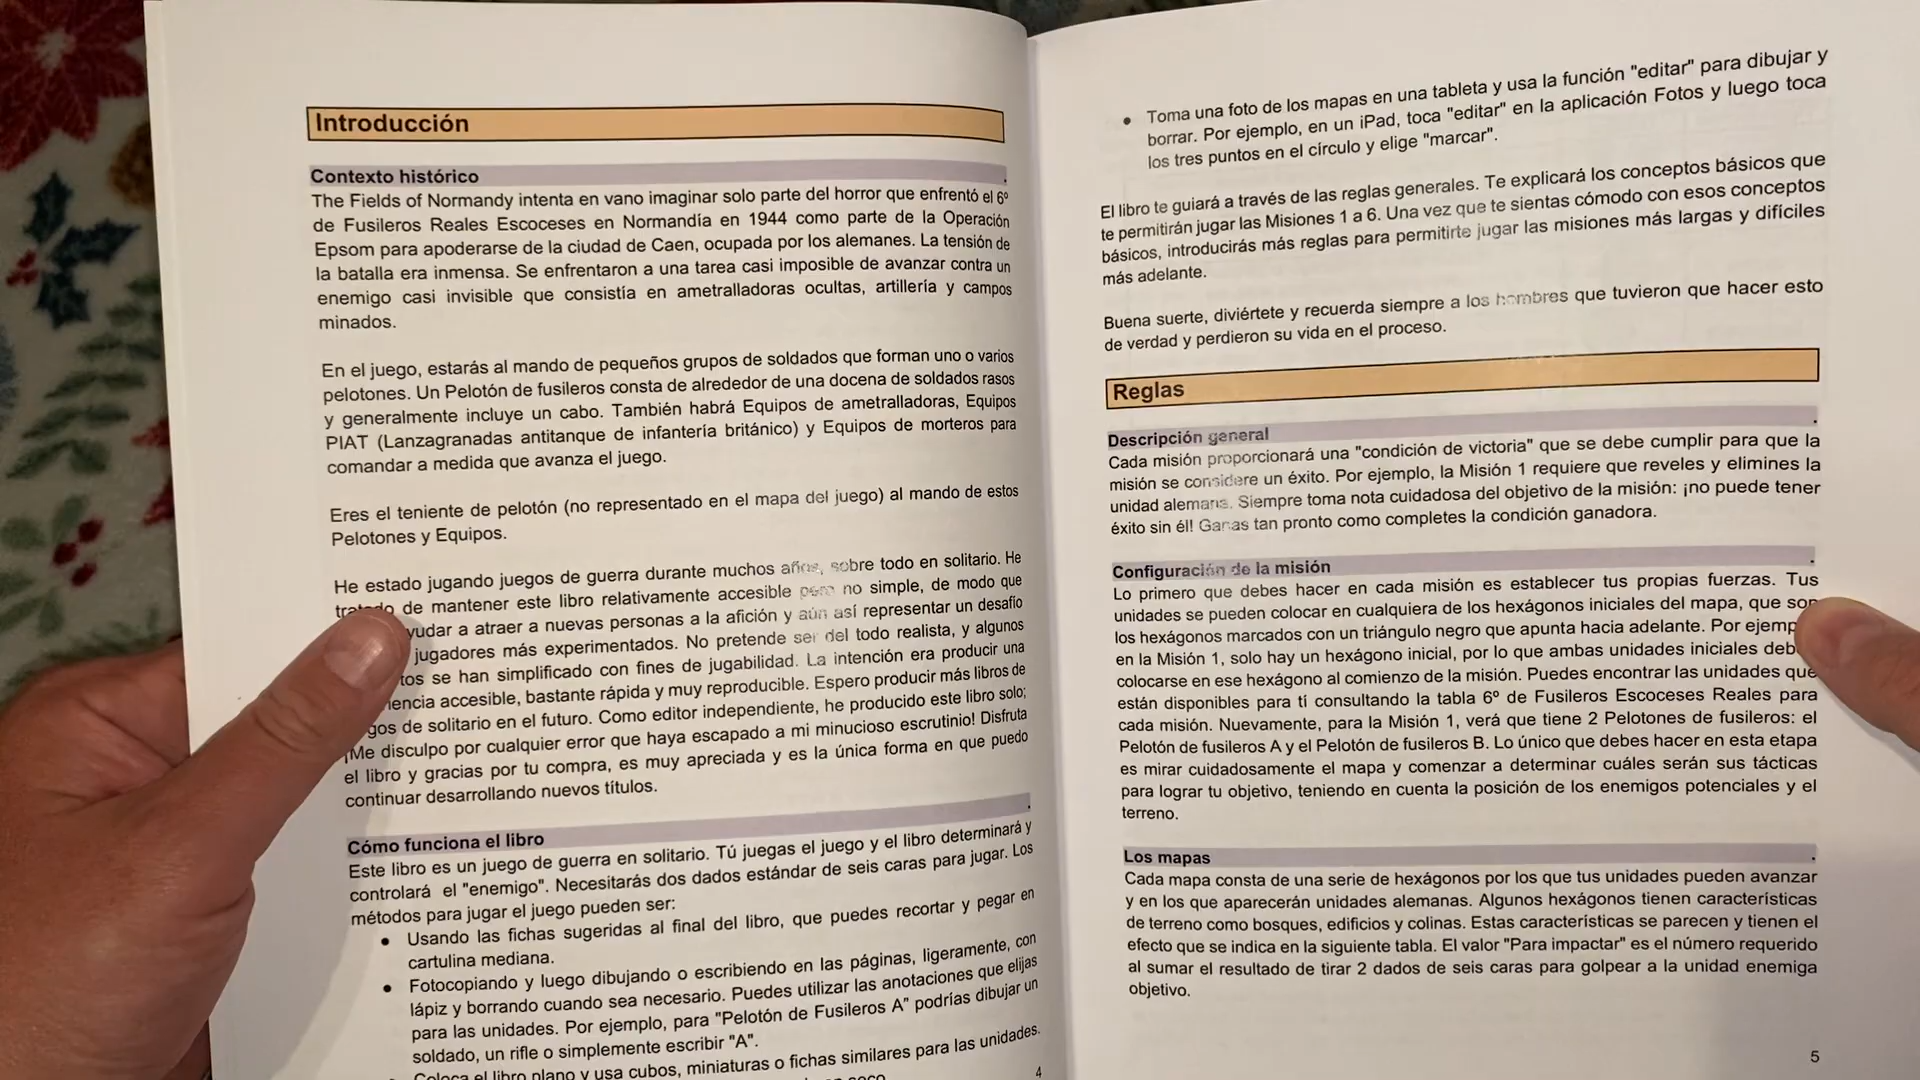 Introducción
Contexto histórico
The Fields of Normandy intenta en vano imaginar solo parte del horror que enfrentó el 6º
de Fusileros Reales Escoceses en Normandía en 1944 como parte de la Operación
Epsom para apoderarse de la ciudad de Caen, ocupada por los alemanes. La tensión de
la batalla era inmensa. Se enfrentaron a una tarea casi imposible de avanzar contra un
enemigo casi invisible que consistía en ametralladoras ocultas, artillería y campos
minados.
En el juego, estarás al mando de pequeños grupos de soldados que forman uno o varios
pelotones. Un Pelotón de fusileros consta de alrededor de una docena de soldados rasos
y generalmente incluye un cabo. También habrá Equipos de ametralladoras, Equipos
PIAT (Lanzagranadas antitanque de infantería británico) y Equipos de morteros para
comandar a medida que avanza el juego.
Eres el teniente de pelotón (no representado en el mapa del juego) al mando de estos
Pelotones y Equipos.
He estado jugando juegos de guerra durante muchos años, sobre todo en solitario. He
de mantener este libro relativamente accesible pero no simple, de modo que
yudar a atraer a nuevas personas a la afición y aún así representar un desafío
jugadores más experimentados. No pretende ser del todo realista, y algunos
tos se han simplificado con fines de jugabilidad. La intención era producir una
iencia accesible, bastante rápida y muy reproducible. Espero producir más libros de
gos de solitario en el futuro. Como editor independiente, he producido este libro solo;
¡Me disculpo por cualquier error que haya escapado a mi minucioso escrutinio! Disfruta
el libro y gracias por tu compra, es muy apreciada y es la única forma en que puedo
continuar desarrollando nuevos títulos.
Cómo funciona el libro
Este libro es un juego de guerra en solitario. Tú juegas el juego y el libro determinará y
controlará el "enemigo". Necesitarás dos dados estándar de seis caras para jugar. Los
métodos para jugar el juego pueden ser:
● Usando las fichas sugeridas al final del libro, que puedes recortar y pegar en
cartulina mediana.
● Fotocopiando y luego dibujando o escribiendo en las páginas, ligeramente, con
lápiz y borrando cuando sea necesario. Puedes utilizar las anotaciones que elijas
para las unidades. Por ejemplo, para "Pelotón de Fusileros A" podrías dibujar un
soldado, un rifle o simplemente escribir "A".
Coloca el libro plano y usa cubos, miniaturas o fichas similares para las unidades.
4
● Toma una foto de los mapas en una tableta y usa la función "editar" para dibujar y
borrar. Por ejemplo, en un iPad, toca "editar" en la aplicación Fotos y luego toca
los tres puntos en el círculo y elige "marcar".
El libro te guiará a través de las reglas generales. Te explicará los conceptos básicos que
te permitirán jugar las Misiones 1 a 6. Una vez que te sientas cómodo con esos conceptos
básicos, introducirás más reglas para permitirte jugar las misiones más largas y difíciles
más adelante.
Buena suerte, diviértete y recuerda siempre a los hombres que tuvieron que hacer esto
de verdad y perdieron su vida en el proceso.
Reglas
Descripción general
Cada misión proporcionará una "condición de victoria" que se debe cumplir para que la
misión se considere un éxito. Por ejemplo, la Misión 1 requiere que reveles y elimines la
unidad alemana. Siempre toma nota cuidadosa del objetivo de la misión: ¡no puede tener
éxito sin él! Ganas tan pronto como completes la condición ganadora.
Configuración de la misión
Lo primero que debes hacer en cada misión es establecer tus propias fuerzas. Tus
unidades se pueden colocar en cualquiera de los hexágonos iniciales del mapa, que son
los hexágonos marcados con un triángulo negro que apunta hacia adelante. Por ejemp
en la Misión 1, solo hay un hexágono inicial, por lo que ambas unidades iniciales deb
colocarse en ese hexágono al comienzo de la misión. Puedes encontrar las unidades que
están disponibles para tí consultando la tabla 6º de Fusileros Escoceses Reales para
cada misión. Nuevamente, para la Misión 1, verá que tiene 2 Pelotones de fusileros: el
Pelotón de fusileros A y el Pelotón de fusileros B. Lo único que debes hacer en esta etapa
es mirar cuidadosamente el mapa y comenzar a determinar cuáles serán sus tácticas
para lograr tu objetivo, teniendo en cuenta la posición de los enemigos potenciales y el
terreno.
Los mapas
Cada mapa consta de una serie de hexágonos por los que tus unidades pueden avanzar
y en los que aparecerán unidades alemanas. Algunos hexágonos tienen características
de terreno como bosques, edificios y colinas. Estas características se parecen y tienen el
efecto que se indica en la siguiente tabla. El valor "Para impactar" es el número requerido
al sumar el resultado de tirar 2 dados de seis caras para golpear a la unidad enemiga
objetivo.
5